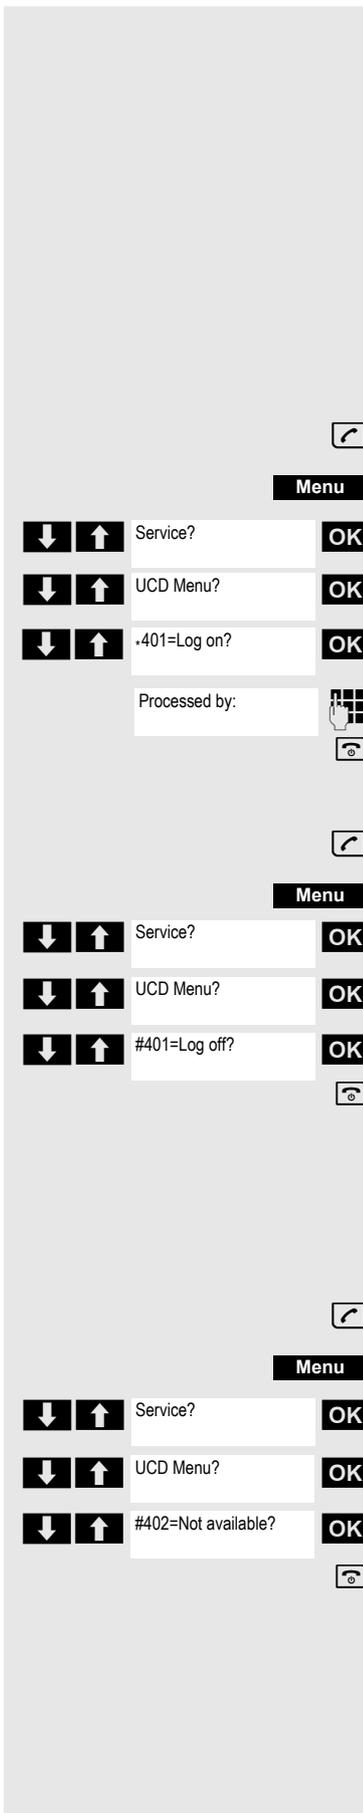 Menu
Service? OK
UCD Menu? OK
*401=Log on? OK
Processed by:
Menu
Service? OK
UCD Menu? OK
#401=Log off? OK
Menu
Service? OK
UCD Menu? OK
#402=Not available? OK